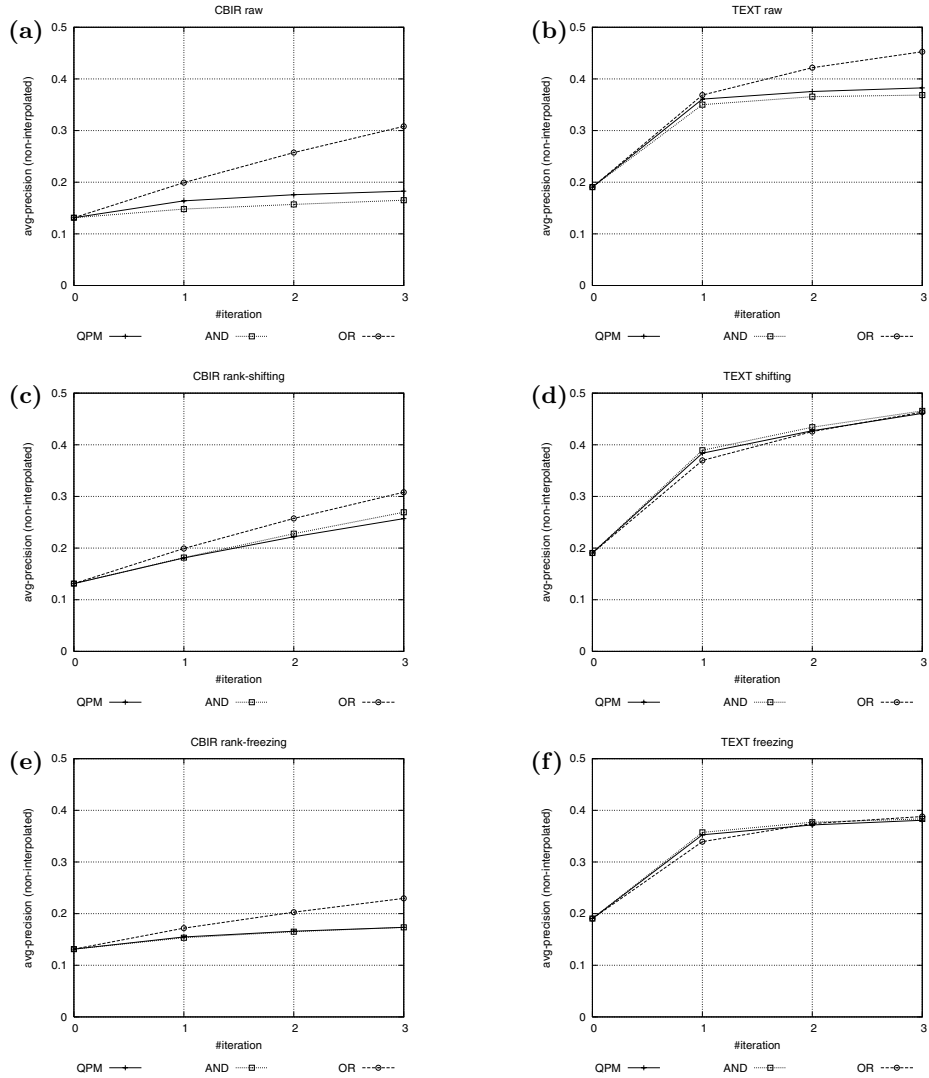 (a)
CBIR raw
avg-precision (non-interpolated)
0.5
0.4
0.3
0.2
0.1
0
0 1 2 3
#iteration
QPM AND OR
(b)
TEXT raw
avg-precision (non-interpolated)
0.5
0.4
0.3
0.2
0.1
0
0 1 2 3
#iteration
QPM AND OR
(c)
CBIR rank-shifting
avg-precision (non-interpolated)
0.5
0.4
0.3
0.2
0.1
0
0 1 2 3
#iteration
QPM AND OR
(d)
TEXT shifting
avg-precision (non-interpolated)
0.5
0.4
0.3
0.2
0.1
0
0 1 2 3
#iteration
QPM AND OR
(e)
CBIR rank-freezing
avg-precision (non-interpolated)
0.5
0.4
0.3
0.2
0.1
0
0 1 2 3
#iteration
QPM AND OR
(f)
TEXT freezing
avg-precision (non-interpolated)
0.5
0.4
0.3
0.2
0.1
0
0 1 2 3
#iteration
QPM AND OR